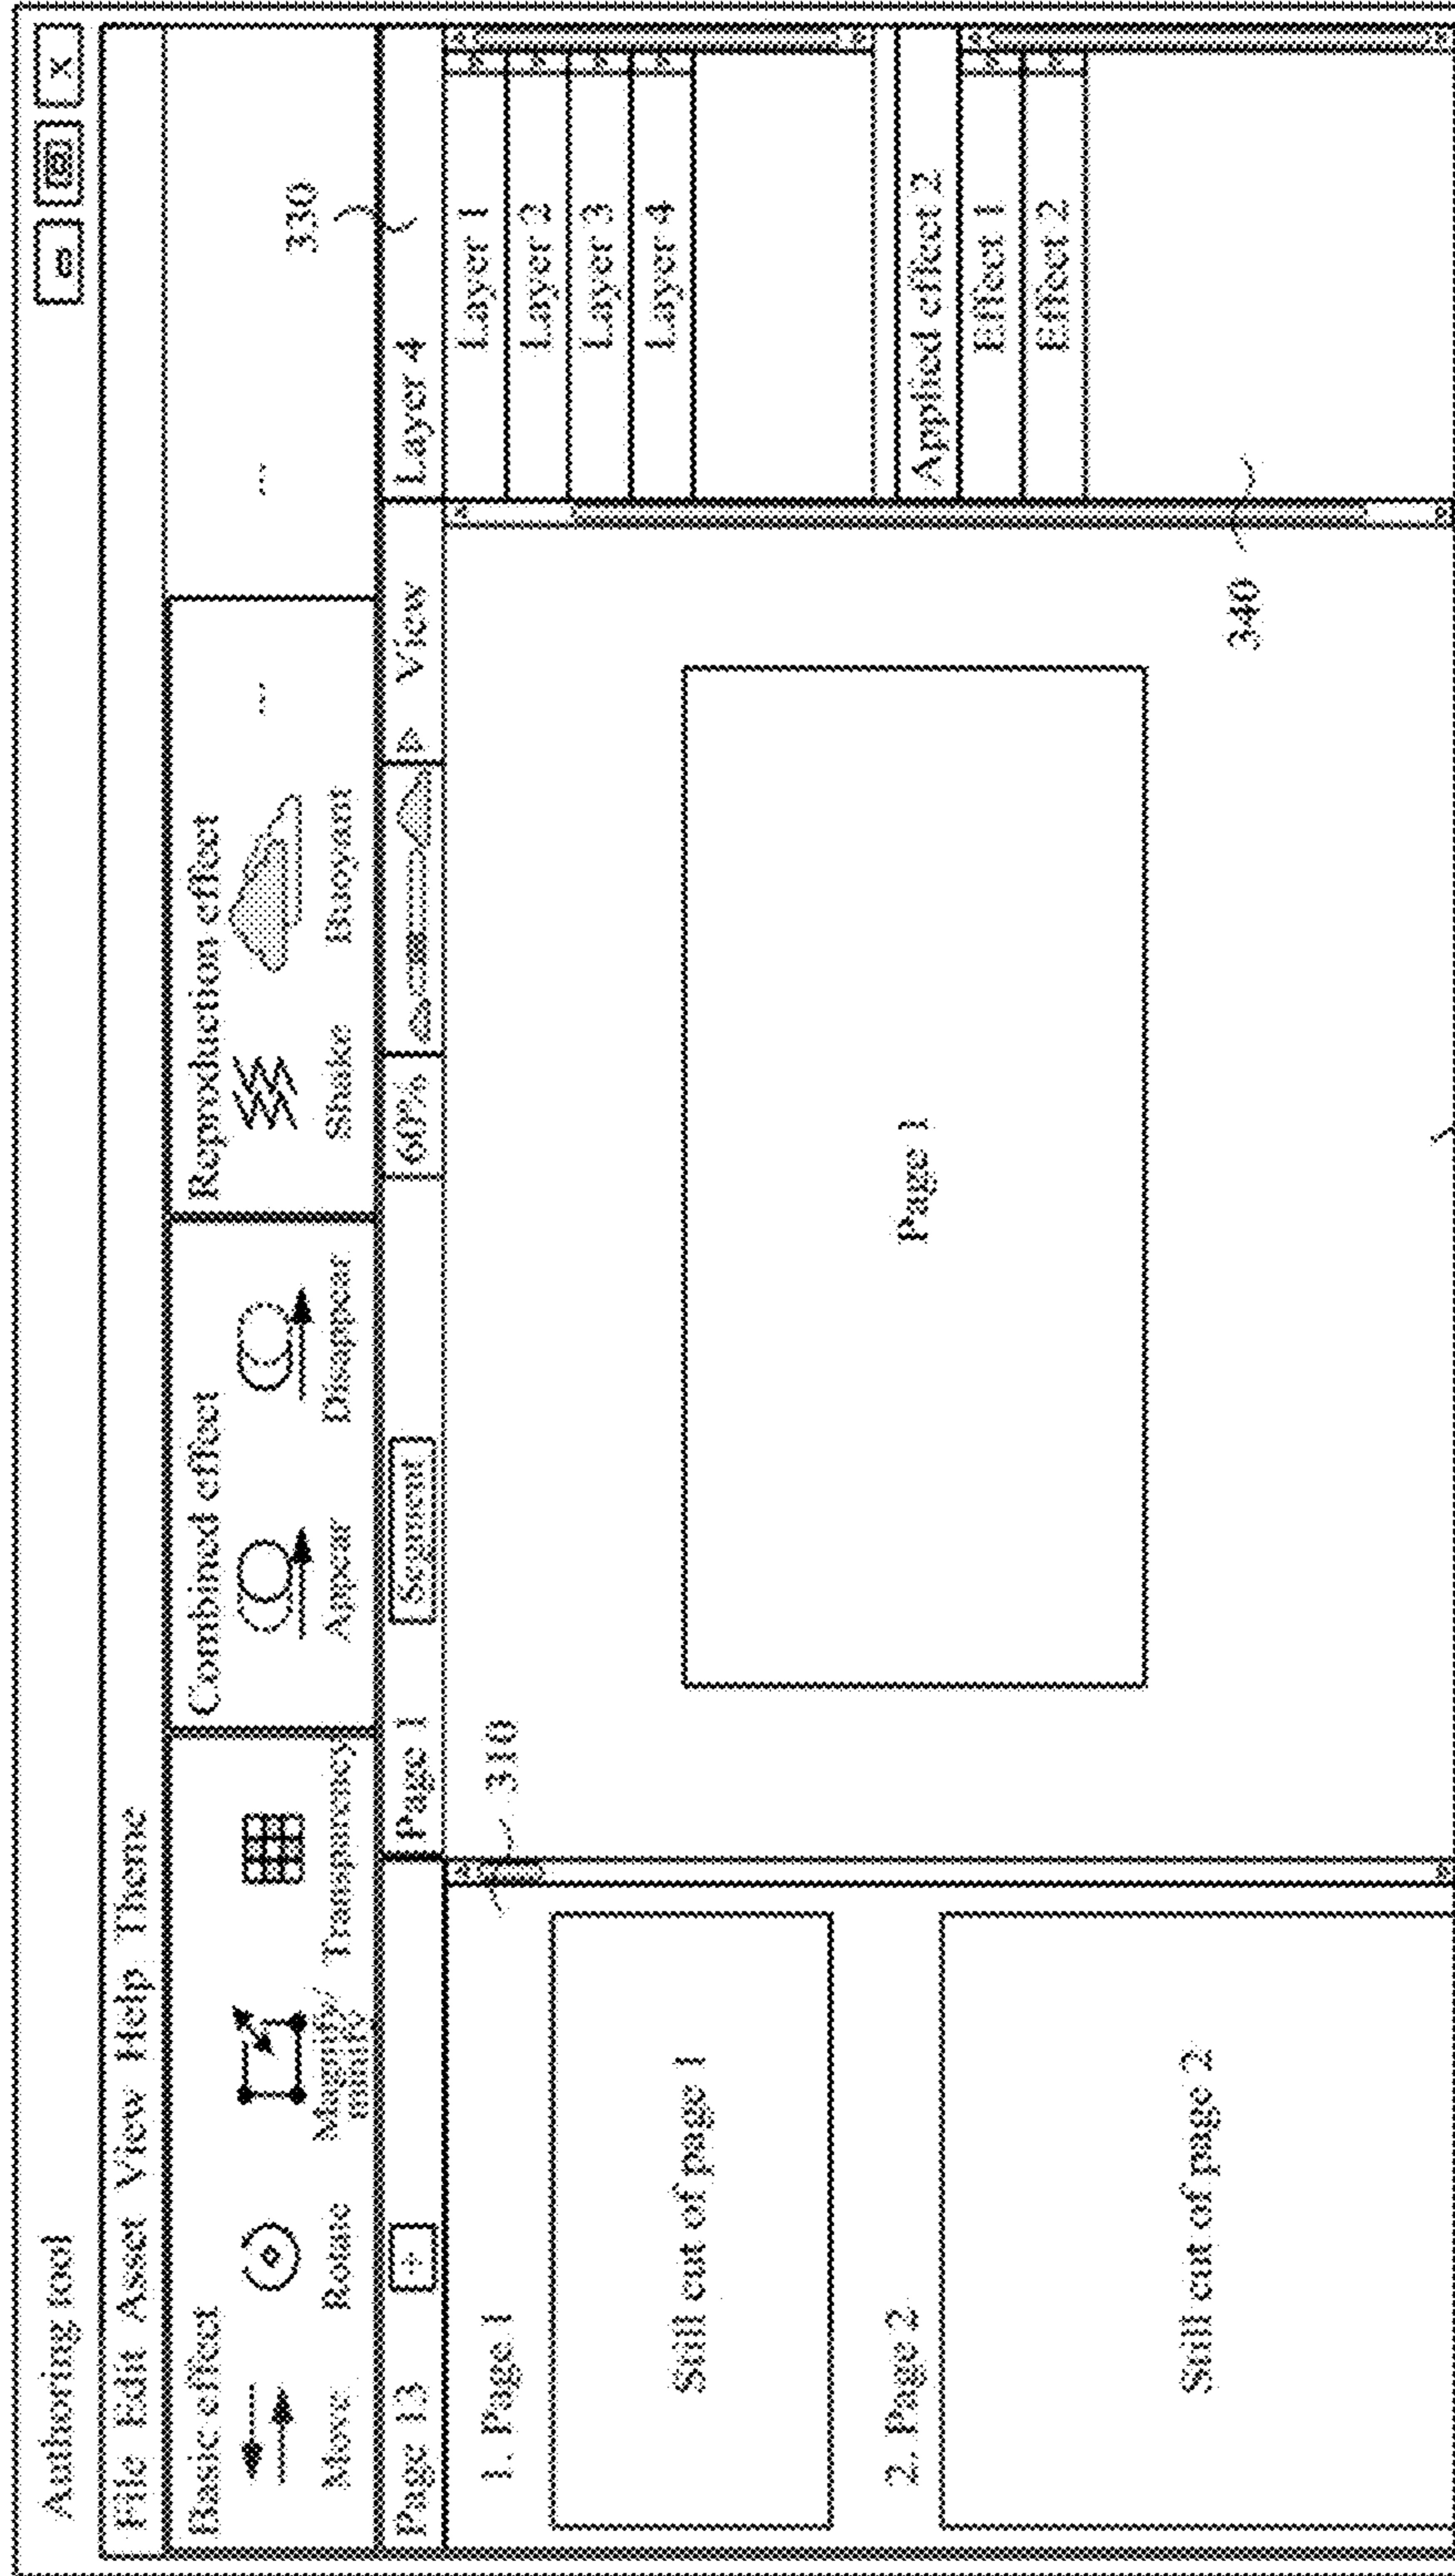 Authoring tool
x
File Edit Asset View Help Theme
Basic effect
Combined effect
Reproduction effect
Move
Rotate
Magnify/
minify
Transparency
Appear
Disappear
Shake
Buoyant
...
...
330
Page 13
+
Page 1
Segment
60%
View
Layer 4
1. Page 1
Still cut of page 1
2. Page 2
Still cut of page 2
310
Page 1
340
Layer 1
Layer 2
Layer 3
Layer 4
Applied effect 2
Effect 1
Effect 2